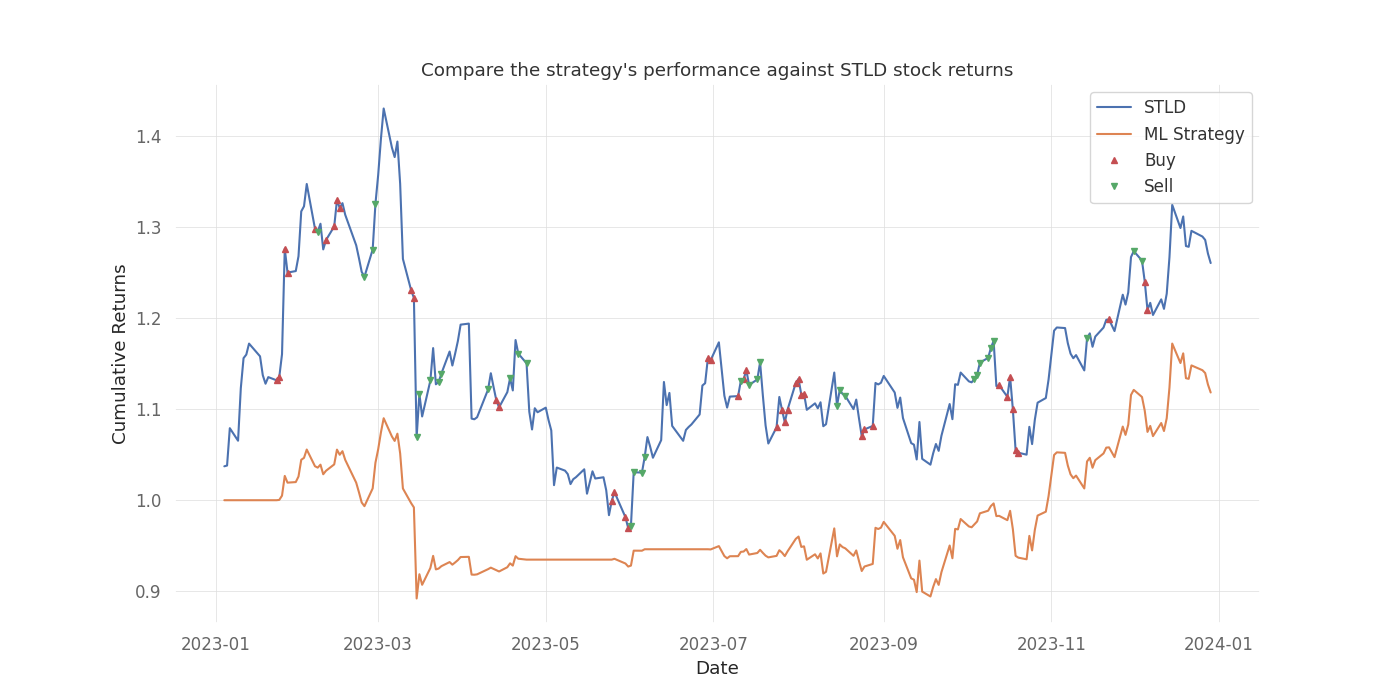 Compare the strategy's performance against STLD stock returns
STLD
ML Strategy
Buy
Sell
Cumulative Returns
1.4
1.3
1.2
1.1
1.0
0.9
2023-01 2023-03 2023-05 2023-07 2023-09 2023-11 2024-01
Date